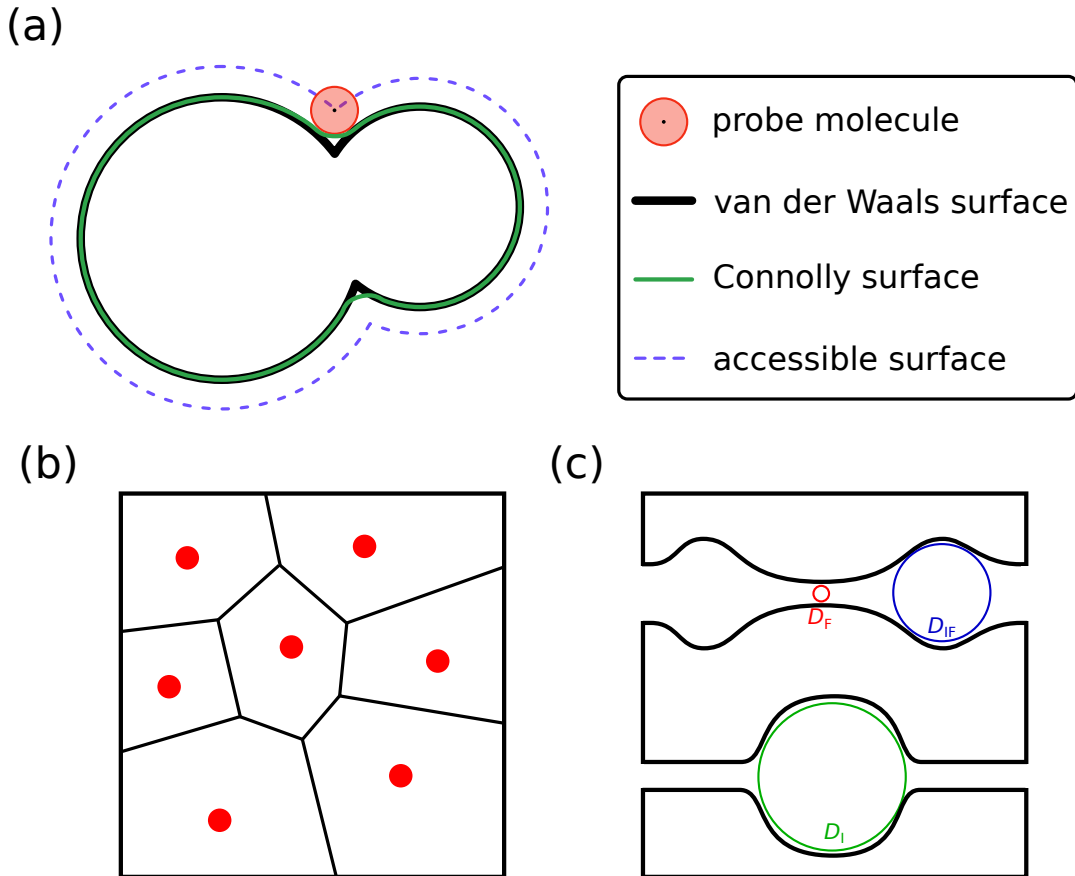 (a)
probe molecule
van der Waals surface
Connolly surface
accessible surface
(b)
(c)
D_F
D_IF
D_I